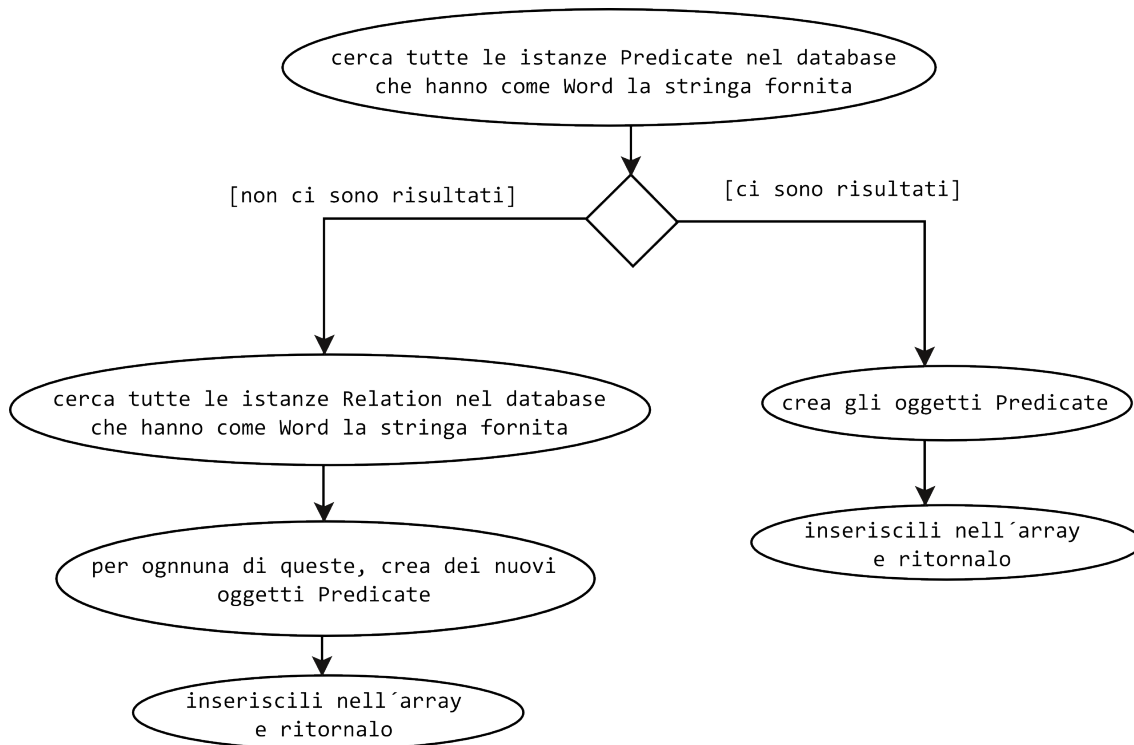 cerca tutte le istanze Predicate nel database
che hanno come Word la stringa fornita
[non ci sono risultati]
[ci sono risultati]
cerca tutte le istanze Relation nel database
che hanno come Word la stringa fornita
crea gli oggetti Predicate
inseriscili nell´array
e ritornalo
per ognnuna di queste, crea dei nuovi
oggetti Predicate
inseriscili nell´array
e ritornalo